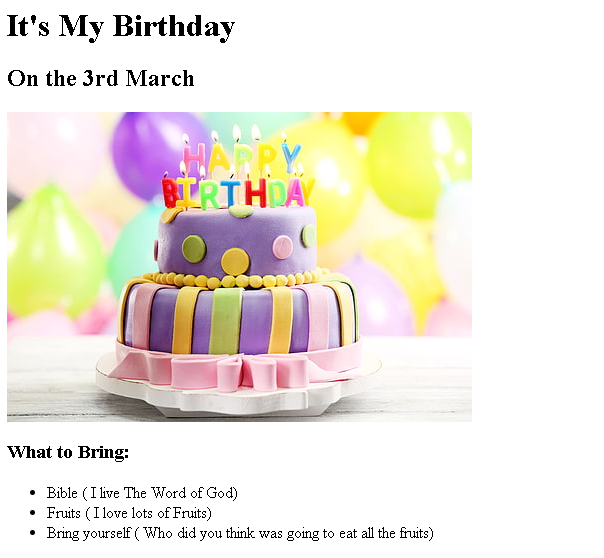 It's My Birthday
On the 3rd March
HAPPY
BIRTHDAY
What to Bring:
Bible ( I live The Word of God)
Fruits ( I love lots of Fruits)
Bring yourself ( Who did you think was going to eat all the fruits)